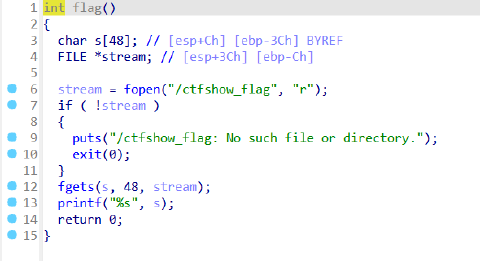 1 int flag()
2 {
3 char s[48]; // [esp+Ch] [ebp-3Ch] BYREF
4 FILE *stream; // [esp+3Ch] [ebp-Ch]
5
6 stream = fopen("/ctfshow_flag", "r");
7 if ( !stream )
8 {
9 puts("/ctfshow_flag: No such file or directory.");
10 exit(0);
11 }
12 fgets(s, 48, stream);
13 printf("%s", s);
14 return 0;
15 }